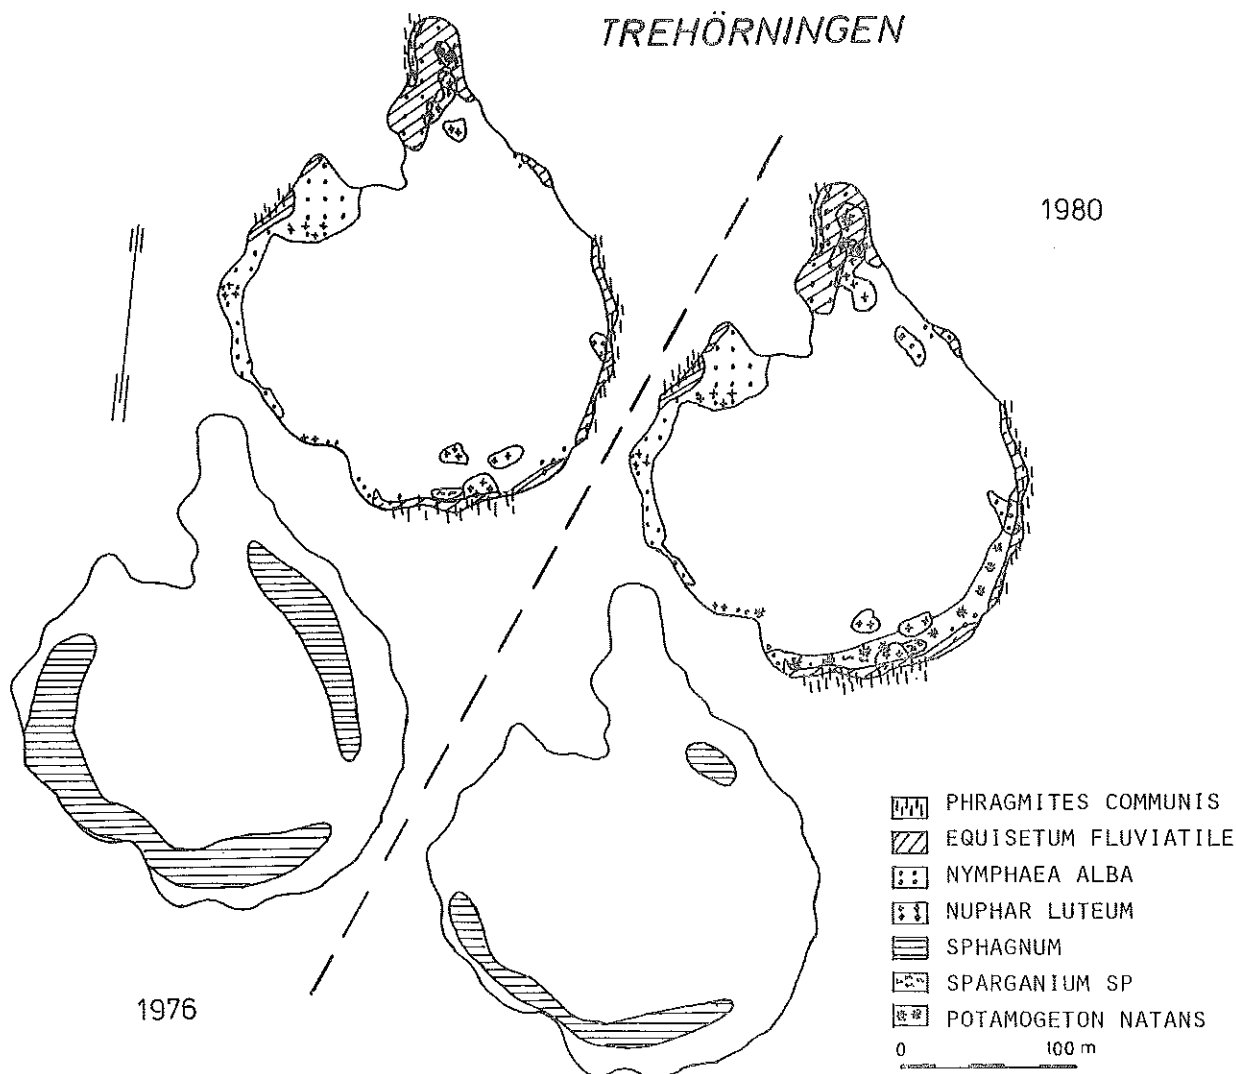 TREHÖRNINGEN
1980
1976
PHRAGMITES COMMUNIS
EQUISETUM FLUVIATILE
NYMPHAEA ALBA
NUPHAR LUTEUM
SPHAGNUM
SPARGANIUM SP
POTAMOGETON NATANS
0 100 m